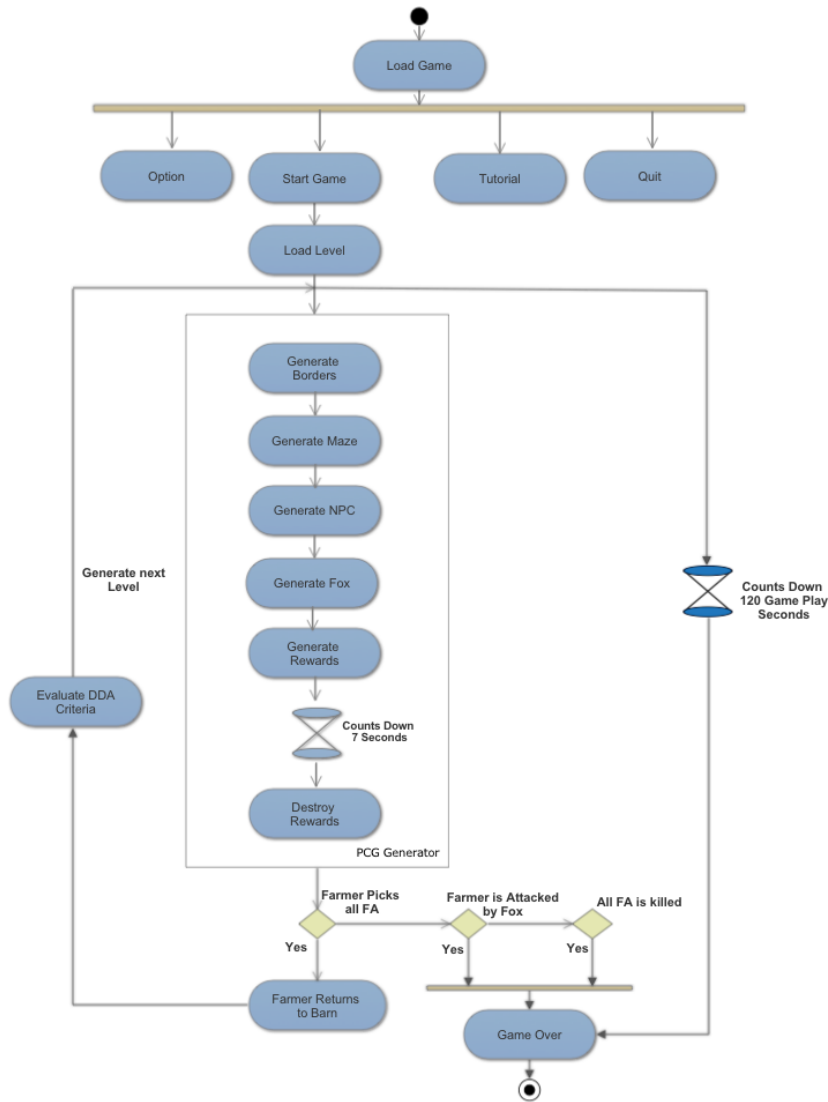 Load Game
Option
Start Game
Tutorial
Quit
Load Level
Generate
Borders
Generate Maze
Generate NPC
Generate next
Level
Generate Fox
Counts Down
120 Game Play
Seconds
Generate
Rewards
Evaluate DDA
Criteria
Counts Down
7 Seconds
Destroy
Rewards
PCG Generator
Farmer Picks
all FA
Farmer is Attacked
by Fox
All FA is killed
Yes
Yes
Yes
Farmer Returns
to Barn
Game Over